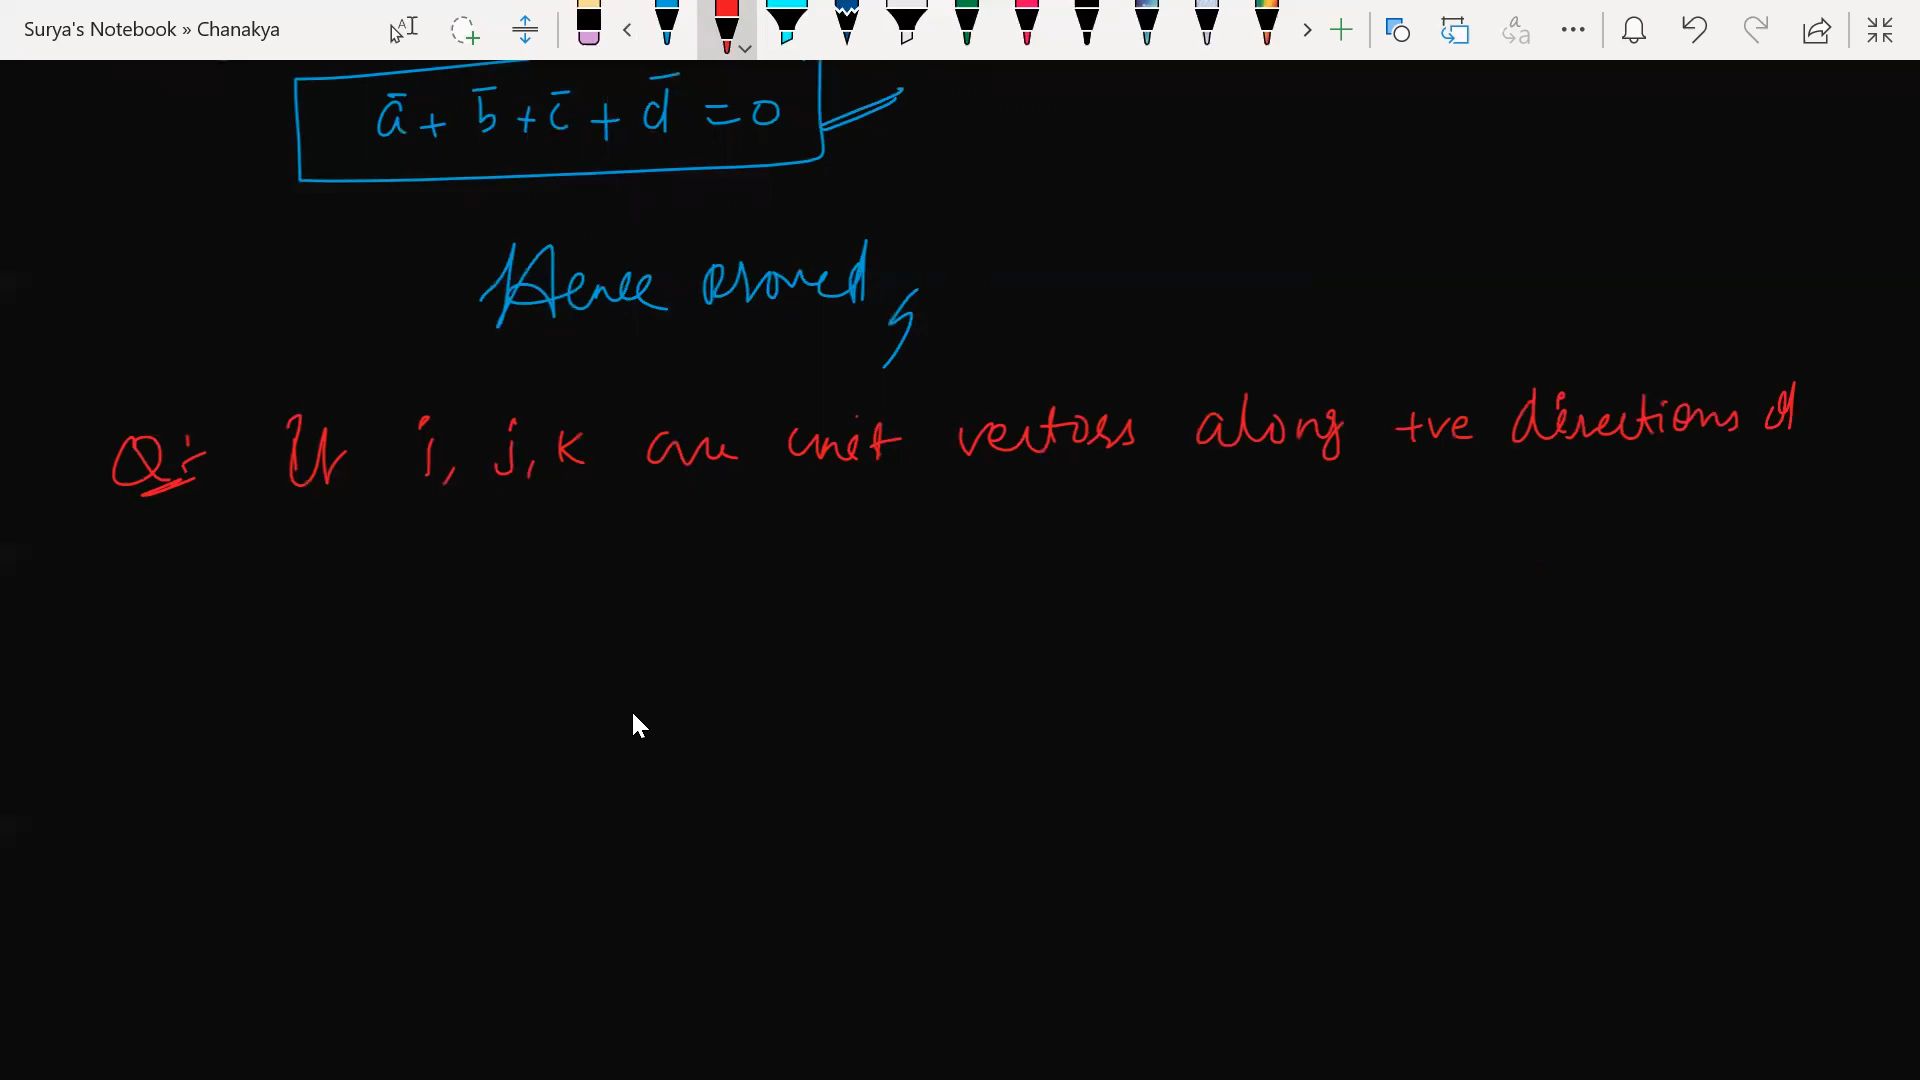 Surya's Notebook » Chanakya
ā + b̄ + c̄ + d̄ = 0
Hence proved
Q:- If i, j, k are unit vectors along +ve directions of